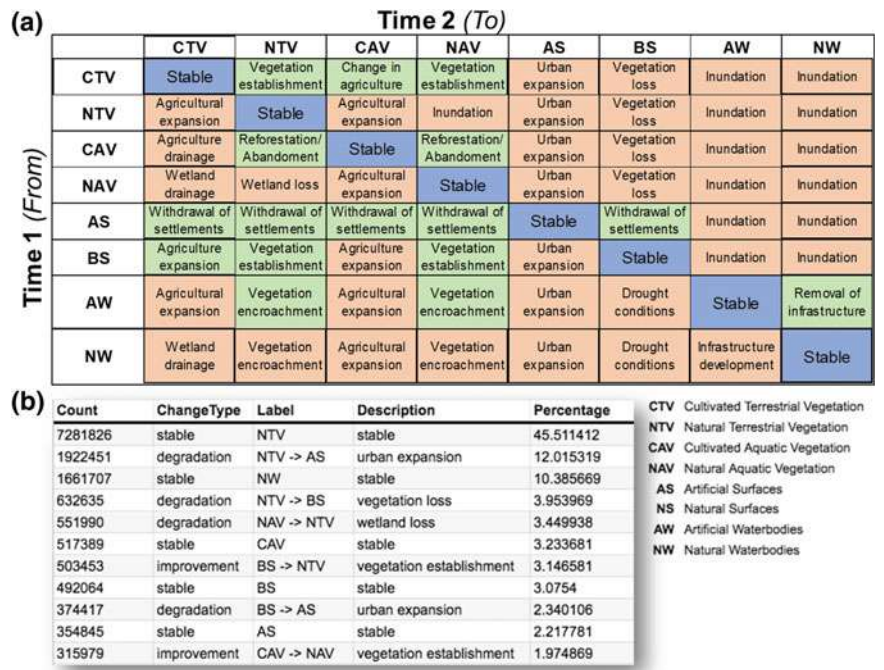 (a)
Time 2 (To)
CTV NTV CAV NAV AS BS AW NW
Time 1 (From)
CTV Stable Vegetation establishment Change in agriculture Vegetation establishment Urban expansion Vegetation loss Inundation Inundation
NTV Agricultural expansion Stable Agricultural expansion Inundation Urban expansion Vegetation loss Inundation Inundation
CAV Agriculture drainage Reforestation/ Abandoment Stable Reforestation/ Abandoment Urban expansion Vegetation loss Inundation Inundation
NAV Wetland drainage Wetland loss Agricultural expansion Stable Urban expansion Vegetation loss Inundation Inundation
AS Withdrawal of settlements Withdrawal of settlements Withdrawal of settlements Withdrawal of settlements Stable Withdrawal of settlements Inundation Inundation
BS Agriculture expansion Vegetation establishment Agriculture expansion Vegetation establishment Urban expansion Stable Inundation Inundation
AW Agricultural expansion Vegetation encroachment Agricultural expansion Vegetation encroachment Urban expansion Drought conditions Stable Removal of infrastructure
NW Wetland drainage Vegetation encroachment Agricultural expansion Vegetation encroachment Urban expansion Drought conditions Infrastructure development Stable
(b)
Count ChangeType Label Description Percentage
7281826 stable NTV stable 45.511412
1922451 degradation NTV -> AS urban expansion 12.015319
1661707 stable NW stable 10.385669
632635 degradation NTV -> BS vegetation loss 3.953969
551990 degradation NAV -> NTV wetland loss 3.449938
517389 stable CAV stable 3.233681
503453 improvement BS -> NTV vegetation establishment 3.146581
492064 stable BS stable 3.0754
374417 degradation BS -> AS urban expansion 2.340106
354845 stable AS stable 2.217781
315979 improvement CAV -> NAV vegetation establishment 1.974869
CTV Cultivated Terrestrial Vegetation
NTV Natural Terrestrial Vegetation
CAV Cultivated Aquatic Vegetation
NAV Natural Aquatic Vegetation
AS Artificial Surfaces
NS Natural Surfaces
AW Artificial Waterbodies
NW Natural Waterbodies